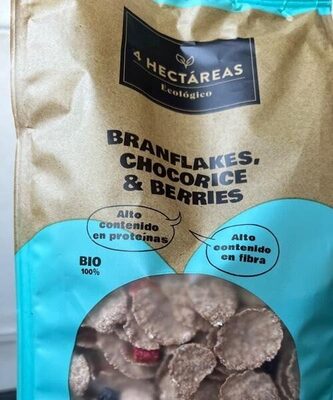 4 HECTÁREAS
Ecológico
BRANFLAKES,
CHOCORICE
& BERRIES
Alto
contenido
en proteínas
Alto
contenido
en fibra
BIO
100%